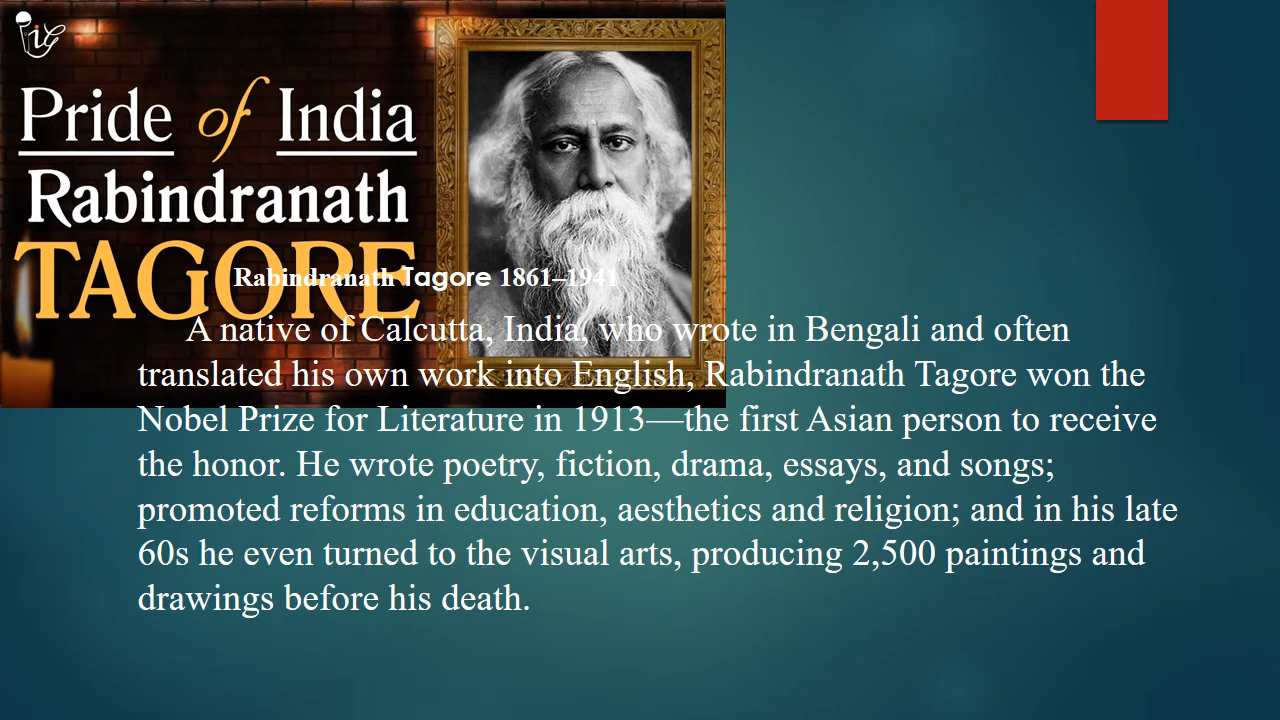 Pride of India
Rabindranath
TAGORE
Rabindranath Tagore 1861–1941
A native of Calcutta, India, who wrote in Bengali and often
translated his own work into English, Rabindranath Tagore won the
Nobel Prize for Literature in 1913—the first Asian person to receive
the honor. He wrote poetry, fiction, drama, essays, and songs;
promoted reforms in education, aesthetics and religion; and in his late
60s he even turned to the visual arts, producing 2,500 paintings and
drawings before his death.